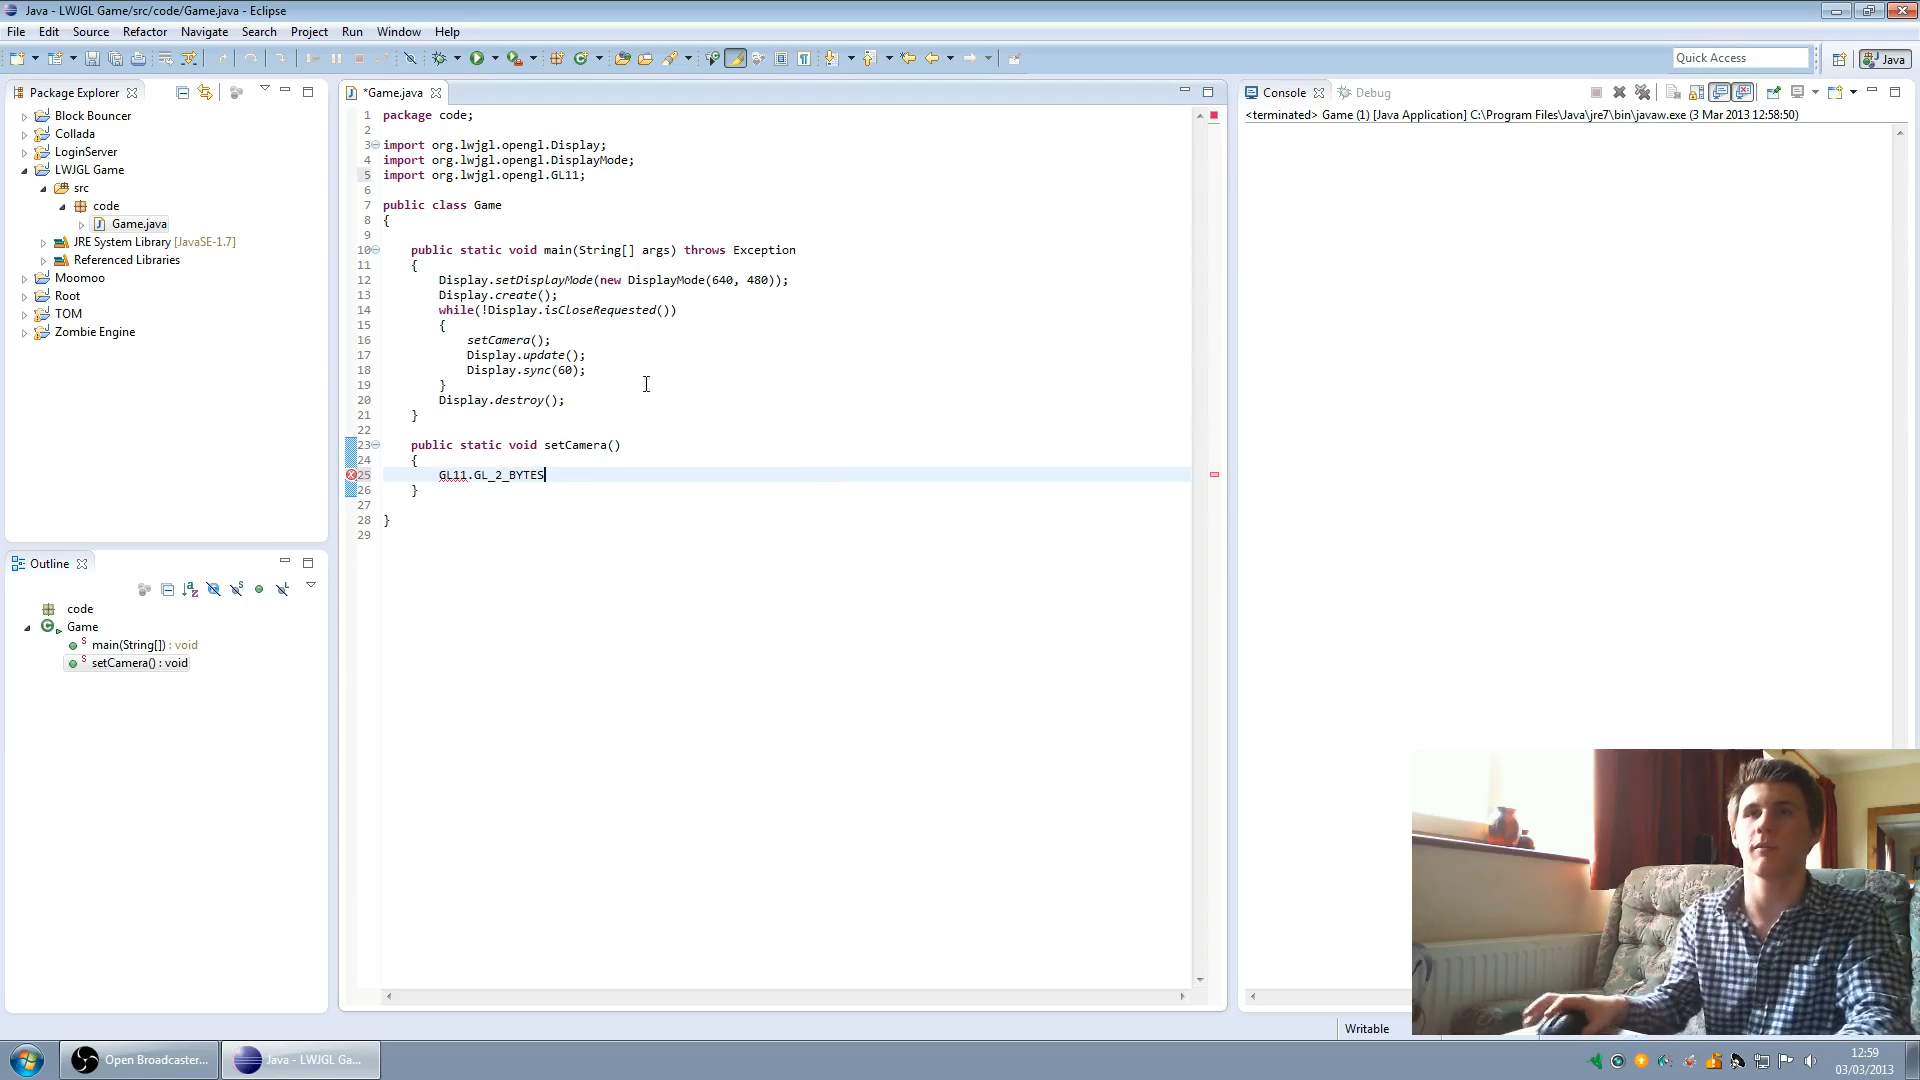 Java - LWJGL Game/src/code/Game.java - Eclipse
File Edit Source Refactor Navigate Search Project Run Window Help
Quick Access
Java
Package Explorer
Block Bouncer
Collada
LoginServer
LWJGL Game
src
code
Game.java
JRE System Library [JavaSE-1.7]
Referenced Libraries
Moomoo
Root
TOM
Zombie Engine
Outline
code
Game
main(String[]) : void
setCamera() : void
*Game.java
1 package code;
2
3 import org.lwjgl.opengl.Display;
4 import org.lwjgl.opengl.DisplayMode;
5 import org.lwjgl.opengl.GL11;
6
7 public class Game
8 {
9
10 public static void main(String[] args) throws Exception
11 {
12 Display.setDisplayMode(new DisplayMode(640, 480));
13 Display.create();
14 while(!Display.isCloseRequested())
15 {
16 setCamera();
17 Display.update();
18 Display.sync(60);
19 }
20 Display.destroy();
21 }
22
23 public static void setCamera()
24 {
25 GL11.GL_2_BYTES
26 }
27
28 }
29
Console Debug
<terminated> Game (1) [Java Application] C:\Program Files\Java\jre7\bin\javaw.exe (3 Mar 2013 12:58:50)
Writable
Open Broadcaster...
Java - LWJGL Ga...
12:59
03/03/2013